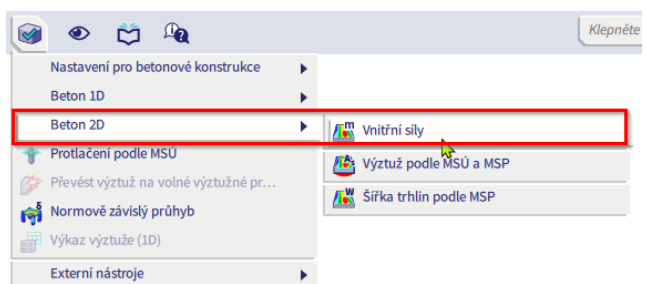 Klepněte
Nastavení pro betonové konstrukce
Beton 1D
Beton 2D
Vnitřní síly
Protlačení podle MSÚ
Výztuž podle MSÚ a MSP
Převést výztuž na volné výztužné pr...
Šířka trhlin podle MSP
Normově závislý průhyb
Výkaz výztuže (1D)
Externí nástroje